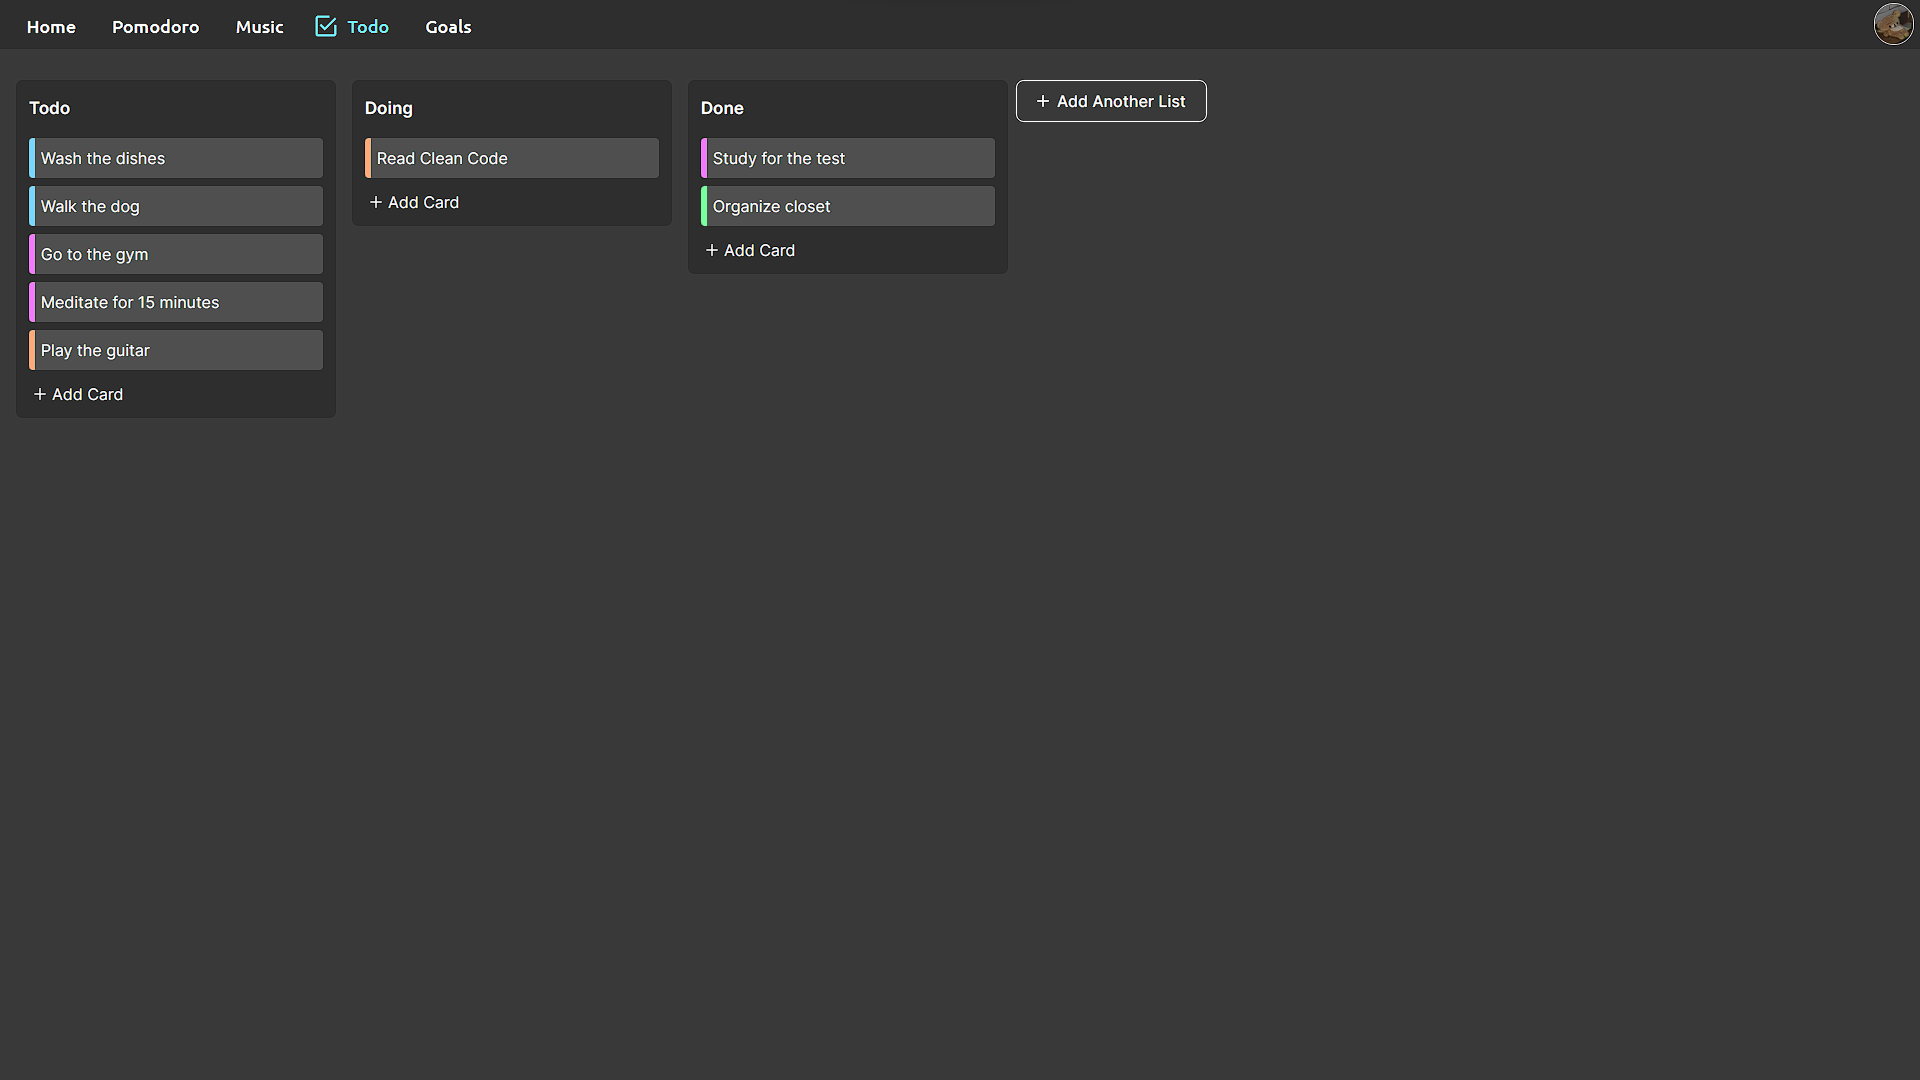 Home Pomodoro Music Todo Goals
Todo
Wash the dishes
Walk the dog
Go to the gym
Meditate for 15 minutes
Play the guitar
+ Add Card
Doing
Read Clean Code
+ Add Card
Done
Study for the test
Organize closet
+ Add Card
+ Add Another List